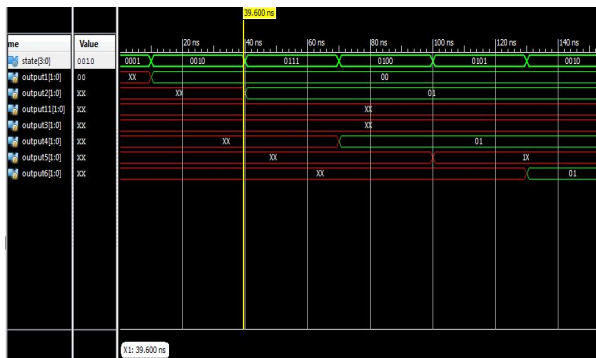 39.600 ns
me Value
20 ns 40 ns 60 ns 80 ns 100 ns 120 ns 140 ns
state[3:0] 0010 0001 0010 0111 0100 0101 0010
output1[1:0] 00 XX 00
output2[1:0] XX XX 01
output11[1:0] XX XX
output3[1:0] XX XX
output4[1:0] XX XX 01
output5[1:0] XX XX 1X
output6[1:0] XX XX 01
X1: 39.600 ns